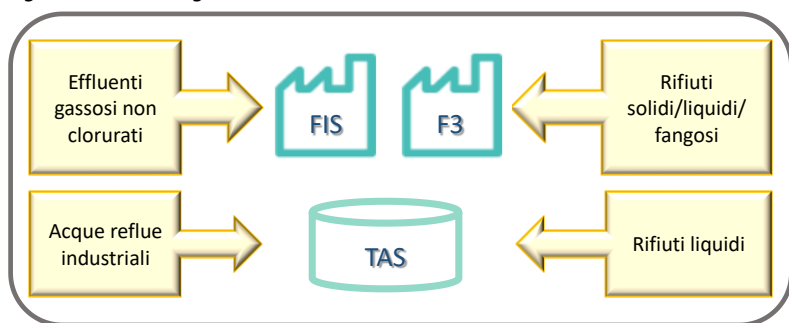 Effluenti
gassosi non
clorurati
FIS
F3
Rifiuti
solidi/liquidi/
fangosi
Acque reflue
industriali
TAS
Rifiuti liquidi